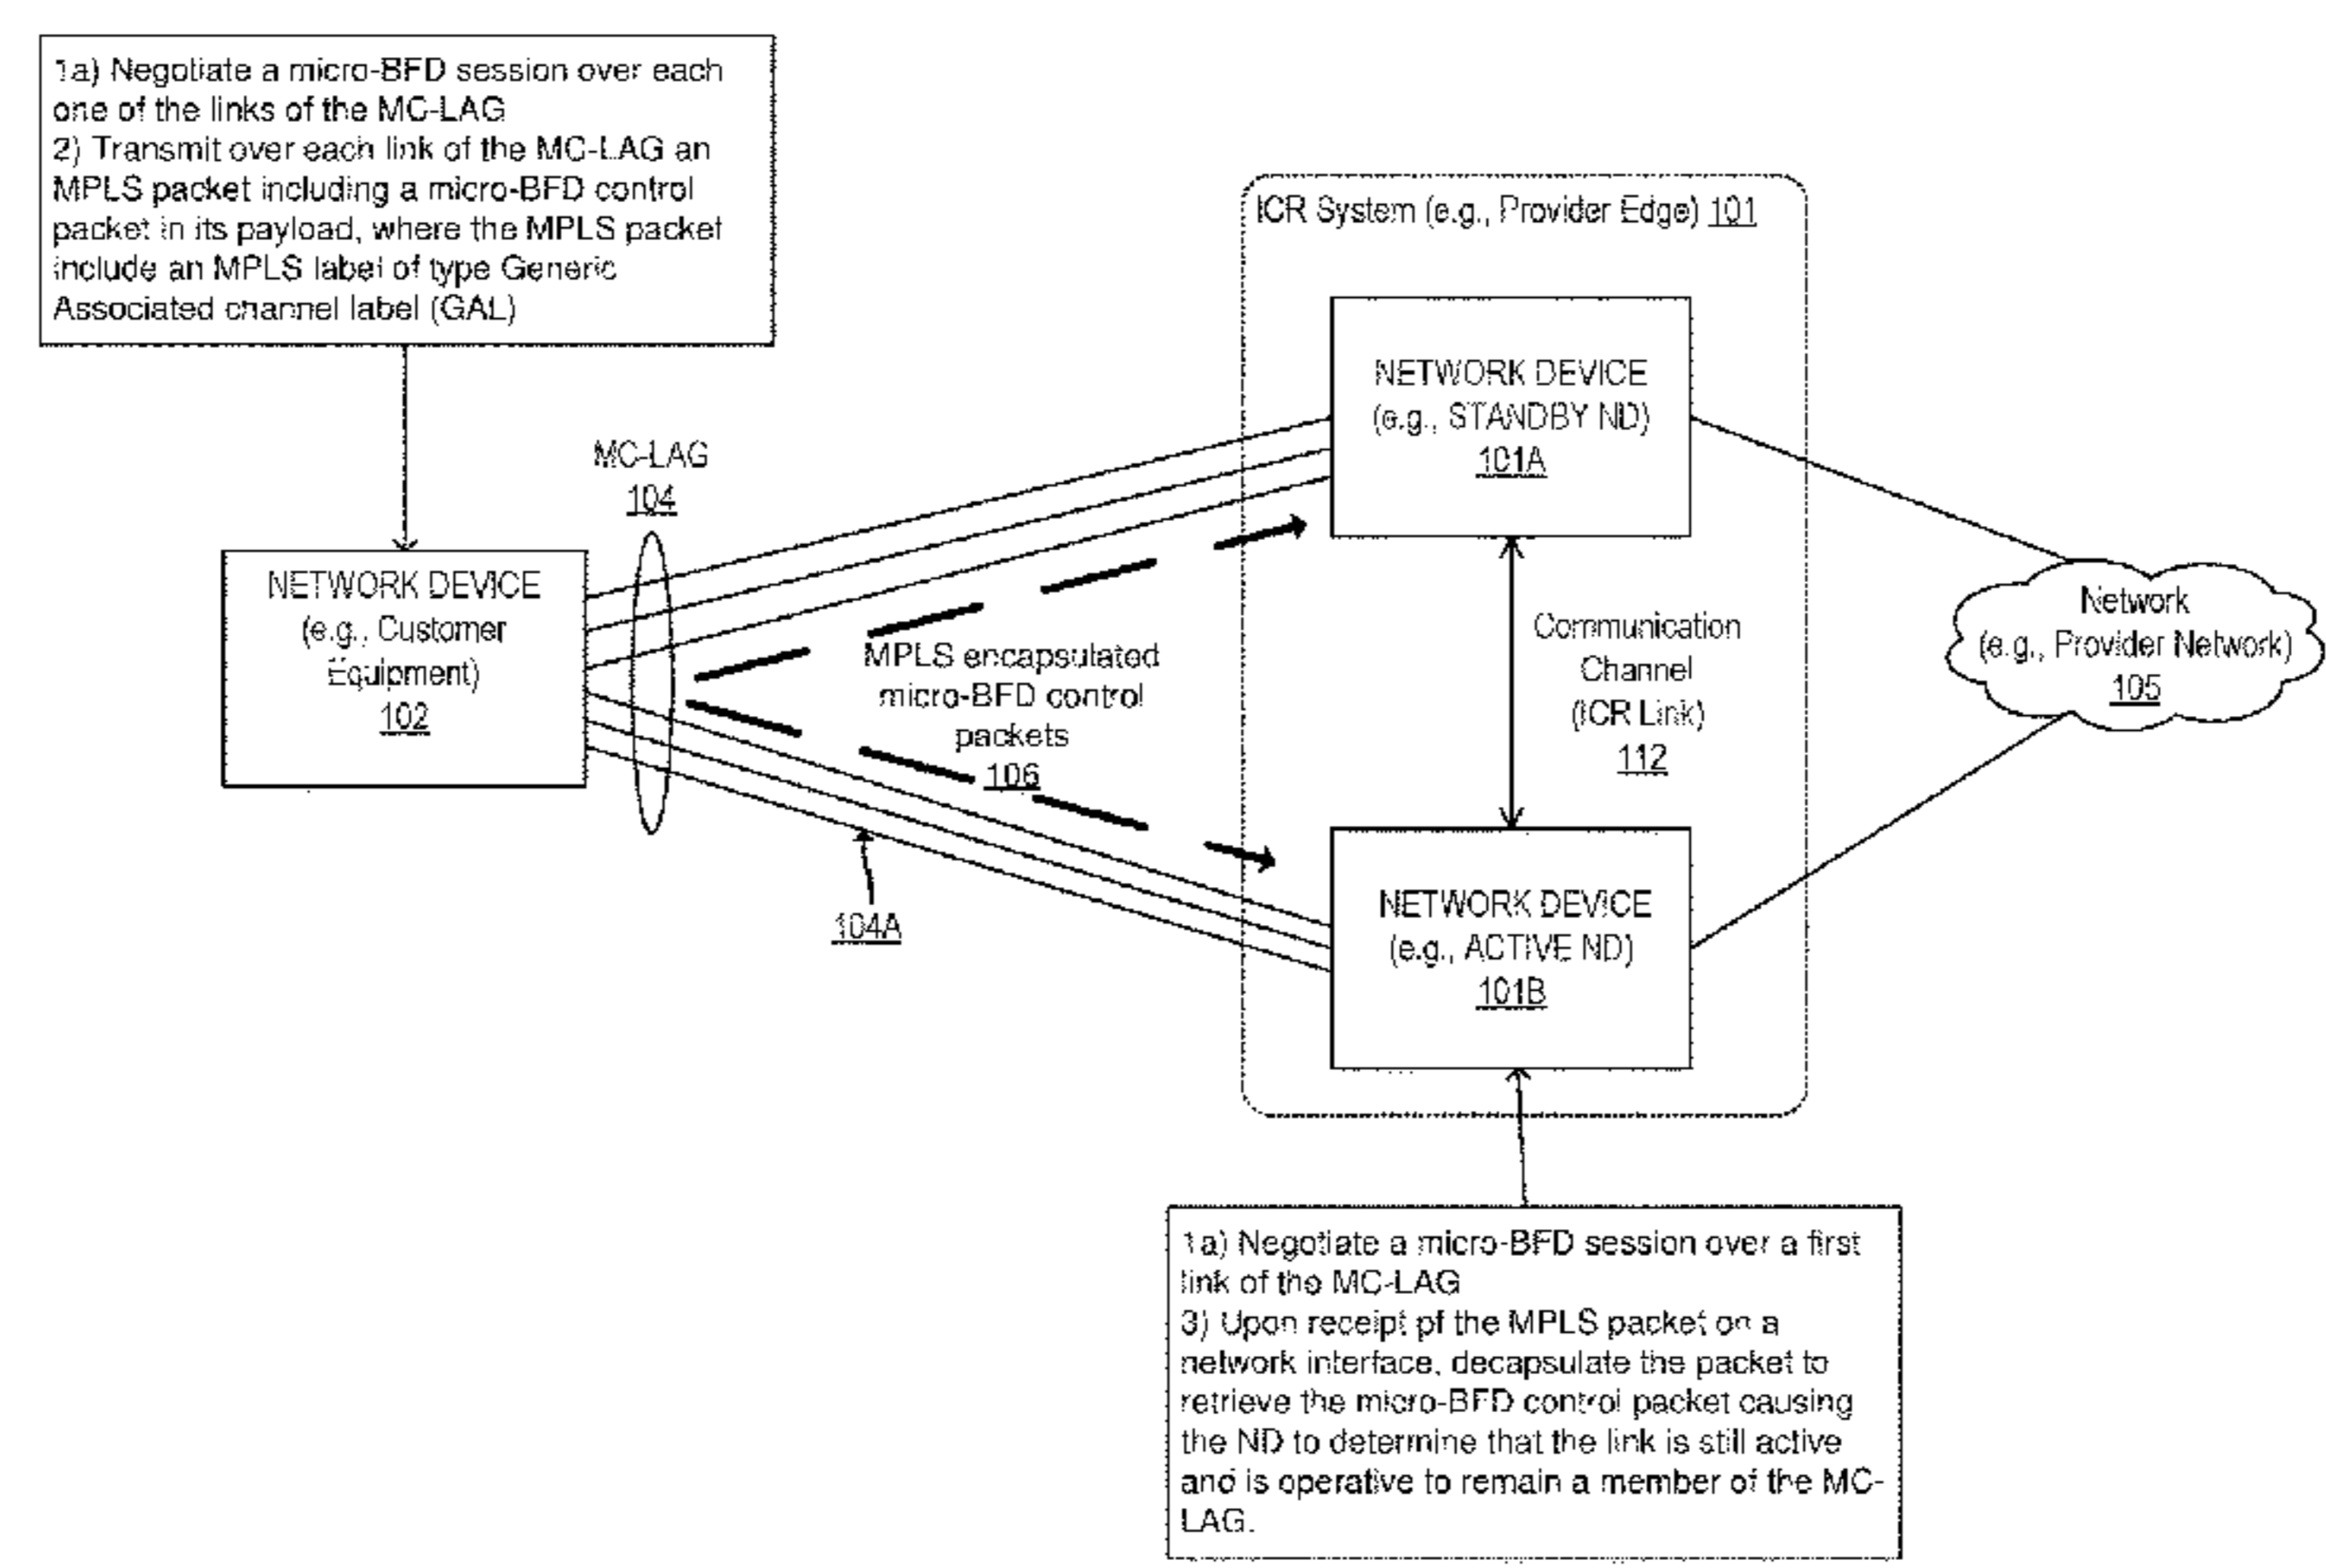 1a) Negotiate a micro-BFD session over each
one of the links of the MC-LAG
2) Transmit over each link of the MC-LAG an
MPLS packet including a micro-BFD control
packet in its payload, where the MPLS packet
include an MPLS label of type Generic
Associated channel label (GAL)
ICR System (e.g., Provider Edge) 101
NETWORK DEVICE
(e.g., STANDBY ND)
101A
MC-LAG
104
NETWORK DEVICE
(e.g., Customer
Equipment)
102
MPLS encapsulated
micro-BFD control
packets
106
Communication
Channel
(ICR Link)
112
Network
(e.g., Provider Network)
105
104A
NETWORK DEVICE
(e.g., ACTIVE ND)
101B
1a) Negotiate a micro-BFD session over a first
link of the MC-LAG
3) Upon receipt pf the MPLS packet on a
network interface, decapsulate the packet to
retrieve the micro-BFD control packet causing
the ND to determine that the link is still active
and is operative to remain a member of the MC-
LAG.